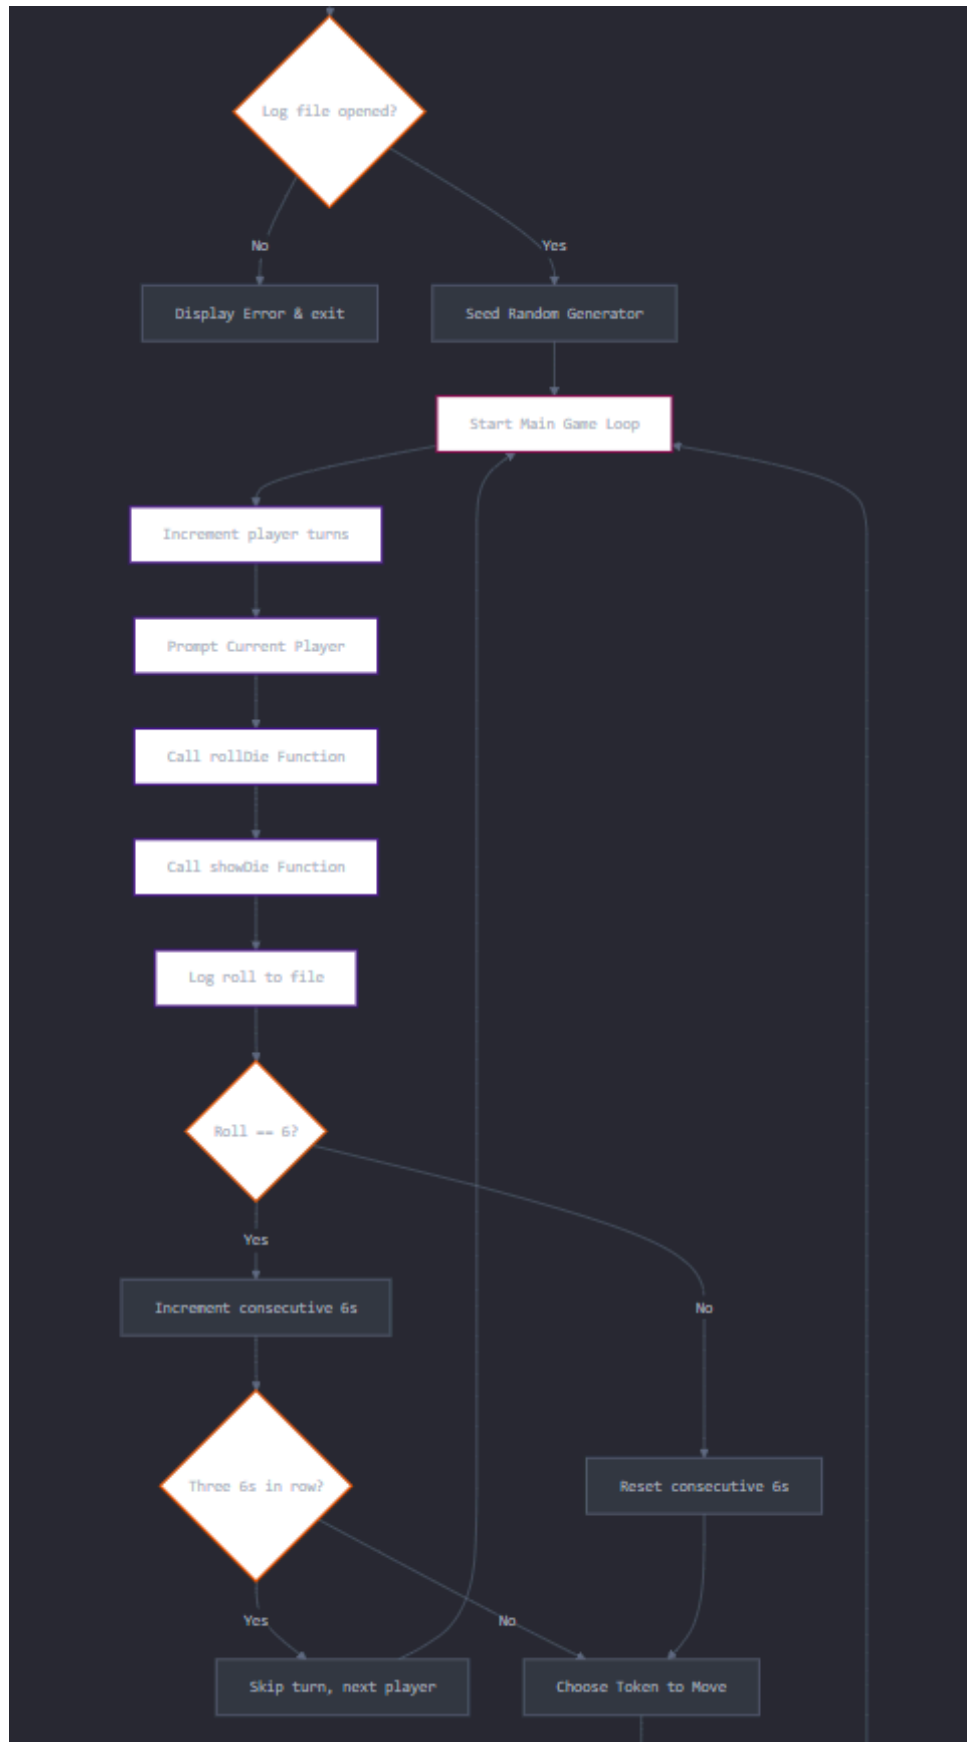 Log file opened?
No
Yes
Display Error & exit
Seed Random Generator
Start Main Game Loop
Increment player turns
Prompt Current Player
Call rollDie Function
Call showDie Function
Log roll to file
Roll == 6?
Yes
Increment consecutive 6s
No
Three 6s in row?
Reset consecutive 6s
Yes
No
Skip turn, next player
Choose Token to Move